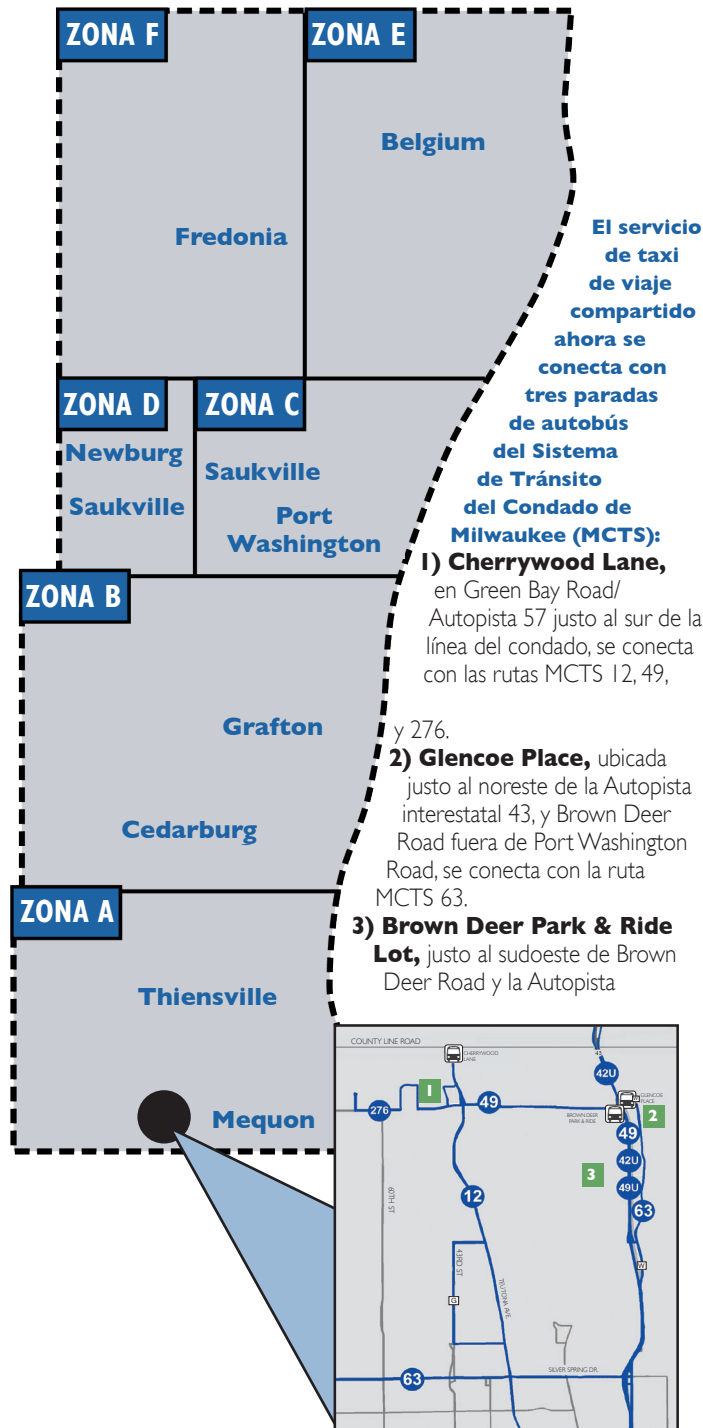 ZONA F
ZONA E
Belgium
Fredonia
El servicio
de taxi
de viaje
compartido
ahora se
conecta con
tres paradas
de autobús
del Sistema
de Tránsito
del Condado de
Milwaukee (MCTS):
ZONA D
ZONA C
Newburg
Saukville
Saukville
Port
Washington
1) Cherrywood Lane,
en Green Bay Road/
Autopista 57 justo al sur de la
línea del condado, se conecta
con las rutas MCTS 12, 49,
y 276.
ZONA B
Grafton
Cedarburg
2) Glencoe Place, ubicada
justo al noreste de la Autopista
interestatal 43, y Brown Deer
Road fuera de Port Washington
Road, se conecta con la ruta
MCTS 63.
3) Brown Deer Park & Ride
Lot, justo al sudoeste de Brown
Deer Road y la Autopista
ZONA A
Thiensville
Mequon
COUNTY LINE ROAD
CHERRYWOOD
LANE
43
42U
1
276
49
GLENCOE
PLACE
BROWN DEER
PARK & RIDE
2
49
42U
3
49U
63
60TH ST
12
43RD ST
TEUTONIA AVE
W
G
SILVER SPRING DR.
63